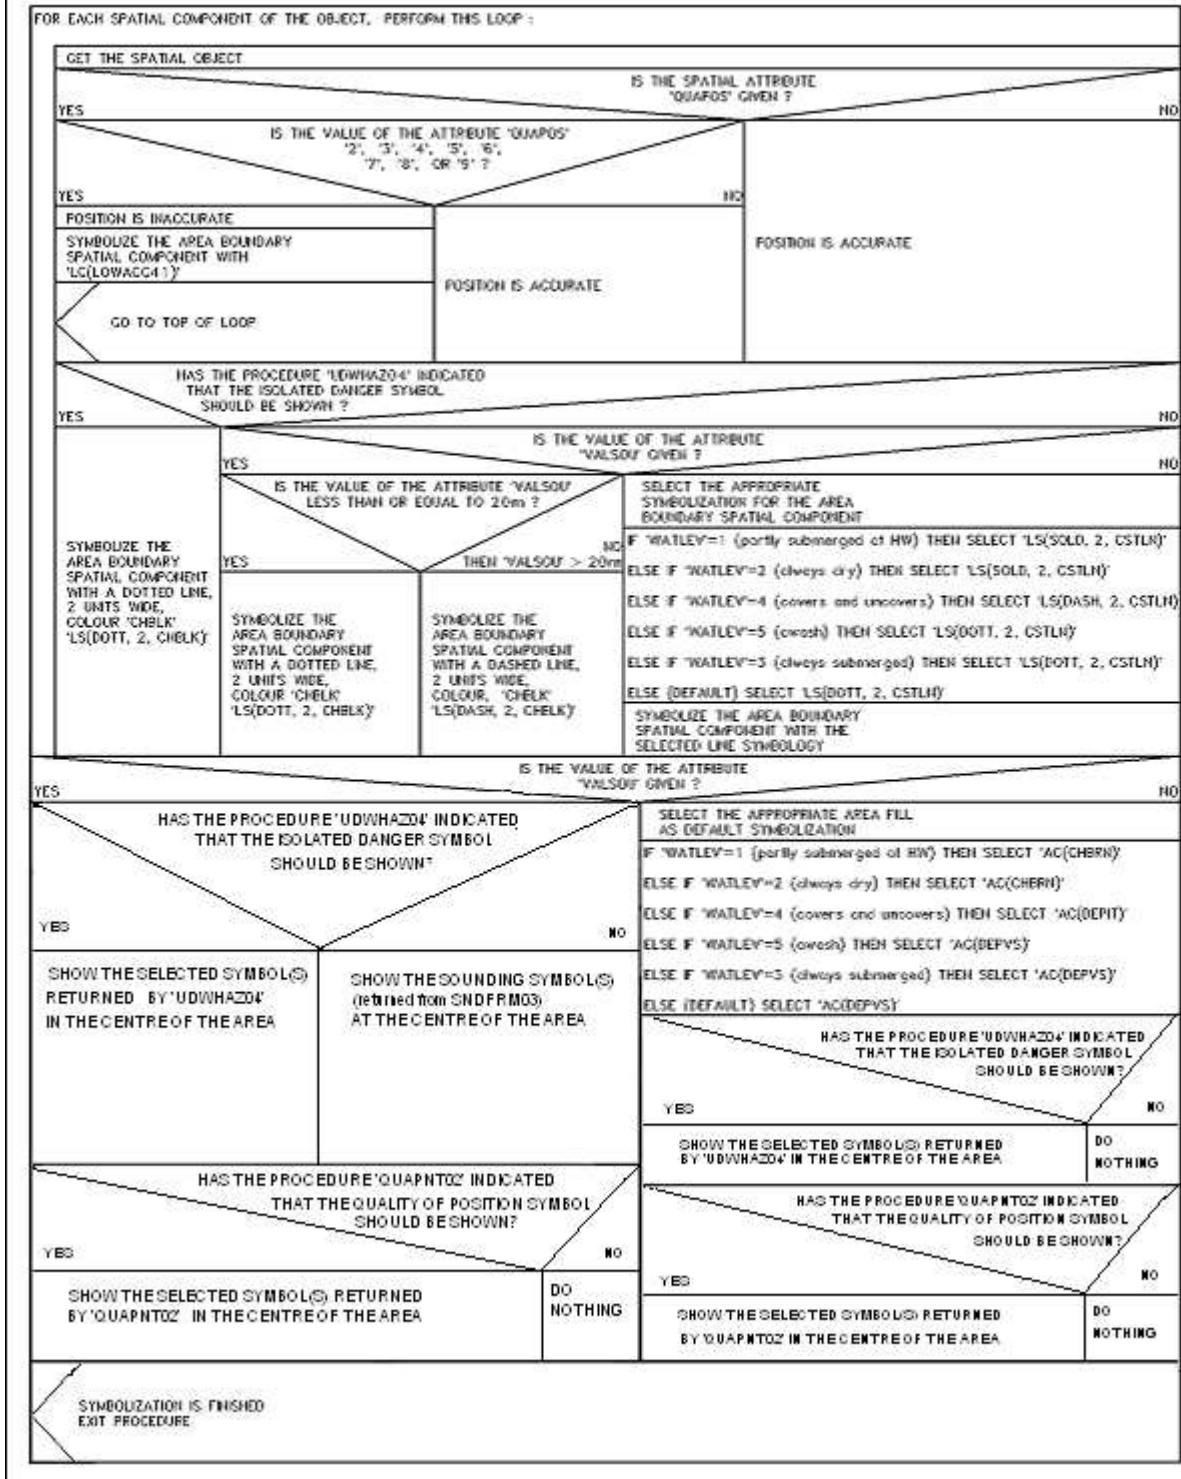 FOR EACH SPATIAL COMPONENT OF THE OBJECT, PERFORM THIS LOOP :
GET THE SPATIAL OBJECT
IS THE SPATIAL ATTRIBUTE
'QUAPOS' GIVEN ?
YES
NO
IS THE VALUE OF THE ATTRIBUTE 'QUAPOS'
'2', '3', '4', '5', '6',
'7', '8', OR '9' ?
YES
NO
POSITION IS INACCURATE
SYMBOLIZE THE AREA BOUNDARY
SPATIAL COMPONENT WITH
'LC(LOWACC41)'
GO TO TOP OF LOOP
POSITION IS ACCURATE
POSITION IS ACCURATE
HAS THE PROCEDURE 'UDWHAZ04' INDICATED
THAT THE ISOLATED DANGER SYMBOL
SHOULD BE SHOWN ?
YES
NO
IS THE VALUE OF THE ATTRIBUTE
'VALSOU' GIVEN ?
YES
NO
IS THE VALUE OF THE ATTRIBUTE 'VALSOU'
LESS THAN OR EQUAL TO 20m ?
YES
NO
THEN 'VALSOU' > 20m
SYMBOLIZE THE
AREA BOUNDARY
SPATIAL COMPONENT
WITH A DOTTED LINE,
2 UNITS WIDE,
COLOUR 'CHBLK'
'LS(DOTT, 2, CHBLK)'
SYMBOLIZE THE
AREA BOUNDARY
SPATIAL COMPONENT
WITH A DOTTED LINE,
2 UNITS WIDE,
COLOUR 'CHBLK'
'LS(DOTT, 2, CHBLK)'
SYMBOLIZE THE
AREA BOUNDARY
SPATIAL COMPONENT
WITH A DASHED LINE,
2 UNITS WIDE,
COLOUR, 'CHBLK'
'LS(DASH, 2, CHBLK)'
SELECT THE APPROPRIATE
SYMBOLIZATION FOR THE AREA
BOUNDARY SPATIAL COMPONENT
IF 'WATLEV'=1 (partly submerged at HW) THEN SELECT 'LS(SOLD, 2, CSTLN)'
ELSE IF 'WATLEV'=2 (always dry) THEN SELECT 'LS(SOLD, 2, CSTLN)'
ELSE IF 'WATLEV'=4 (covers and uncovers) THEN SELECT 'LS(DASH, 2, CSTLN)
ELSE IF 'WATLEV'=5 (awash) THEN SELECT 'LS(DOTT, 2, CSTLN)'
ELSE IF 'WATLEV'=3 (always submerged) THEN SELECT 'LS(DOTT, 2, CSTLN)'
ELSE (DEFAULT) SELECT 'LS(DOTT, 2, CSTLN)'
SYMBOLIZE THE AREA BOUNDARY
SPATIAL COMPONENT WITH THE
SELECTED LINE SYMBOLOGY
IS THE VALUE OF THE ATTRIBUTE
'VALSOU' GIVEN ?
YES
NO
HAS THE PROCEDURE 'UDWHAZ04' INDICATED
THAT THE ISOLATED DANGER SYMBOL
SHOULD BE SHOWN?
YES
NO
SHOW THE SELECTED SYMBOL(S)
RETURNED BY 'UDWHAZ04'
IN THE CENTRE OF THE AREA
SHOW THE SOUNDING SYMBOL(S)
(returned from SNDFRM03)
AT THE CENTRE OF THE AREA
HAS THE PROCEDURE 'QUAPNT02' INDICATED
THAT THE QUALITY OF POSITION SYMBOL
SHOULD BE SHOWN?
YES
NO
SHOW THE SELECTED SYMBOL(S) RETURNED
BY 'QUAPNT02' IN THE CENTRE OF THE AREA
DO
NOTHING
SELECT THE APPROPRIATE AREA FILL
AS DEFAULT SYMBOLIZATION
IF 'WATLEV'=1 (partly submerged at HW) THEN SELECT 'AC(CHBRN)'
ELSE IF 'WATLEV'=2 (always dry) THEN SELECT 'AC(CHBRN)'
ELSE IF 'WATLEV'=4 (covers and uncovers) THEN SELECT 'AC(DEPIT)'
ELSE IF 'WATLEV'=5 (awash) THEN SELECT 'AC(DEPVS)'
ELSE IF 'WATLEV'=3 (always submerged) THEN SELECT 'AC(DEPVS)'
ELSE (DEFAULT) SELECT 'AC(DEPVS)'
HAS THE PROCEDURE 'UDWHAZ04' INDICATED
THAT THE ISOLATED DANGER SYMBOL
SHOULD BE SHOWN?
YES
NO
SHOW THE SELECTED SYMBOL(S) RETURNED
BY 'UDWHAZ04' IN THE CENTRE OF THE AREA
DO
NOTHING
HAS THE PROCEDURE 'QUAPNT02' INDICATED
THAT THE QUALITY OF POSITION SYMBOL
SHOULD BE SHOWN?
YES
NO
SHOW THE SELECTED SYMBOL(S) RETURNED
BY 'QUAPNT02' IN THE CENTRE OF THE AREA
DO
NOTHING
SYMBOLIZATION IS FINISHED
EXIT PROCEDURE